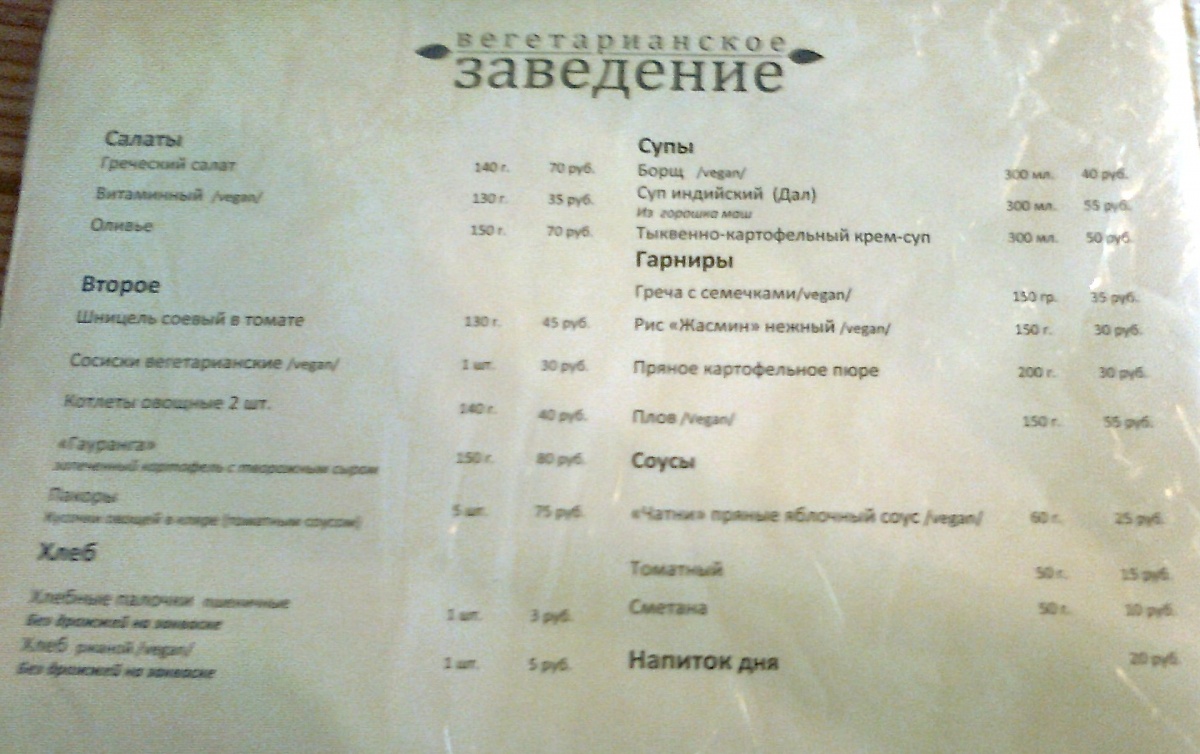 вегетарианское
заведение
Салаты
Греческий салат 140 г. 70 руб.
Витаминный /vegan/ 130 г. 35 руб.
Оливье 150 г. 70 руб.
Второе
Шницель соевый в томате 130 г. 45 руб.
Сосиски вегетарианские /vegan/ 1 шт. 30 руб.
Котлеты овощные 2 шт. 140 г. 40 руб.
«Гауранга» 150 г. 80 руб.
запеченный картофель с творожным сыром
Пакоры 5 шт. 75 руб.
Кусочки овощей в кляре (томатным соусом)
Хлеб
Хлебные палочки пшеничные 1 шт. 3 руб.
Без дрожжей на закваске
Хлеб ржаной /vegan/ 1 шт. 5 руб.
Без дрожжей на закваске
Супы
Борщ /vegan/ 300 мл. 40 руб.
Суп индийский (Дал) 300 мл. 55 руб.
Из горошка маш
Тыквенно-картофельный крем-суп 300 мл. 50 руб.
Гарниры
Греча с семечками/vegan/ 130 гр. 35 руб.
Рис «Жасмин» нежный /vegan/ 150 г. 30 руб.
Пряное картофельное пюре 200 г. 30 руб.
Плов /vegan/ 150 г. 55 руб.
Соусы
«Чатни» пряные яблочный соус /vegan/ 60 г. 25 руб.
Томатный 50 г. 15 руб.
Сметана 50 г. 10 руб.
Напиток дня 20 руб.